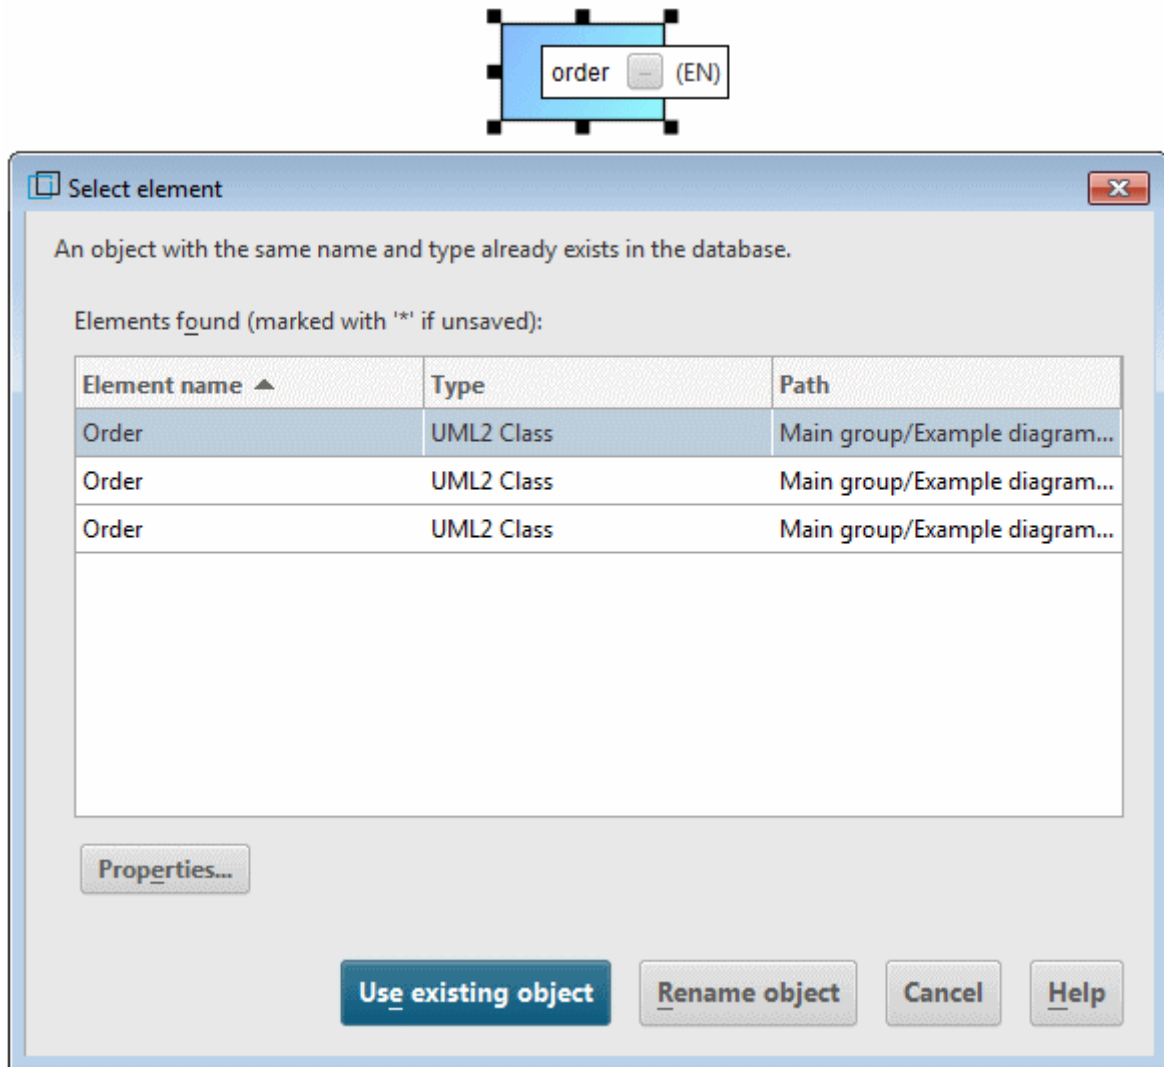 order – (EN)
Select element
An object with the same name and type already exists in the database.
Elements found (marked with '*' if unsaved):
Element name Type Path
Order UML2 Class Main group/Example diagram...
Order UML2 Class Main group/Example diagram...
Order UML2 Class Main group/Example diagram...
Properties...
Use existing object Rename object Cancel Help